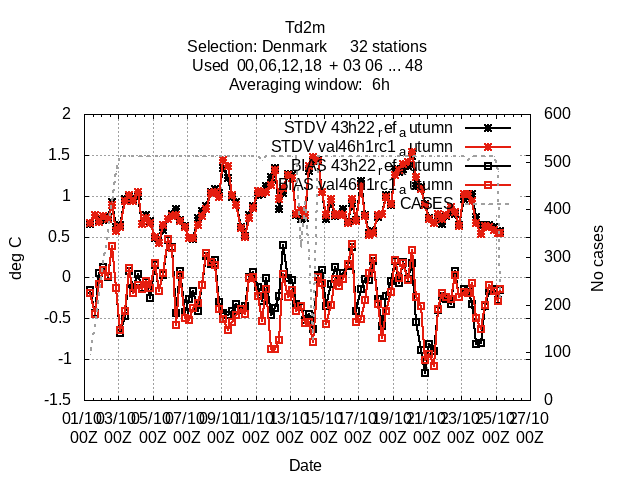 Td2m
Selection: Denmark 32 stations
Used 00,06,12,18 + 03 06 ... 48
Averaging window: 6h
STDV 43h22_ref_autumn
STDV val46h1rc1_autumn
BIAS 43h22_ref_autumn
BIAS val46h1rc1_autumn
CASES
deg C
2
1.5
1
0.5
0
-0.5
-1
-1.5
No cases
600
500
400
300
200
100
0
01/10 03/10 05/10 07/10 09/10 11/10 13/10 15/10 17/10 19/10 21/10 23/10 25/10 27/10
00Z 00Z 00Z 00Z 00Z 00Z 00Z 00Z 00Z 00Z 00Z 00Z 00Z 00Z
Date